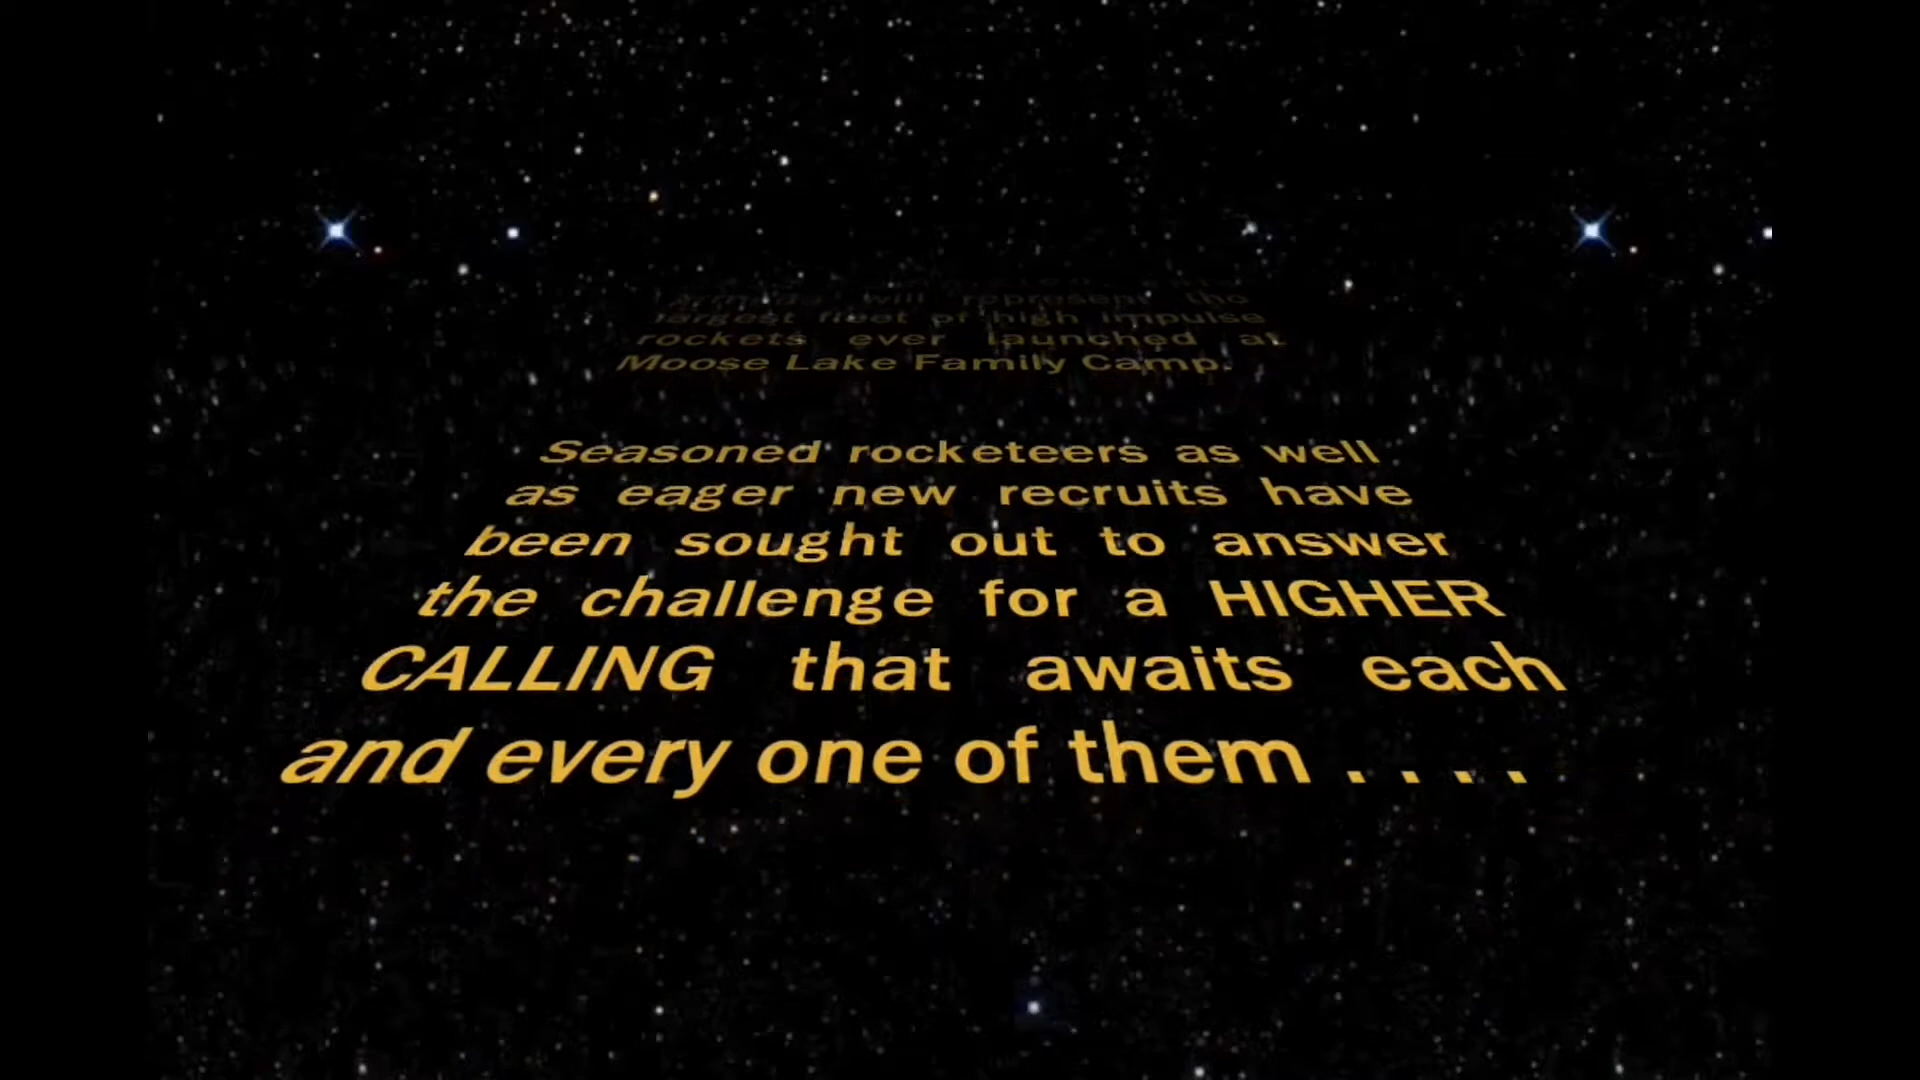 will represent the
largest fleet of high impulse
rockets ever launched at
Moose Lake Family Camp.
Seasoned rocketeers as well
as eager new recruits have
been sought out to answer
the challenge for a HIGHER
CALLING that awaits each
and every one of them . . . .